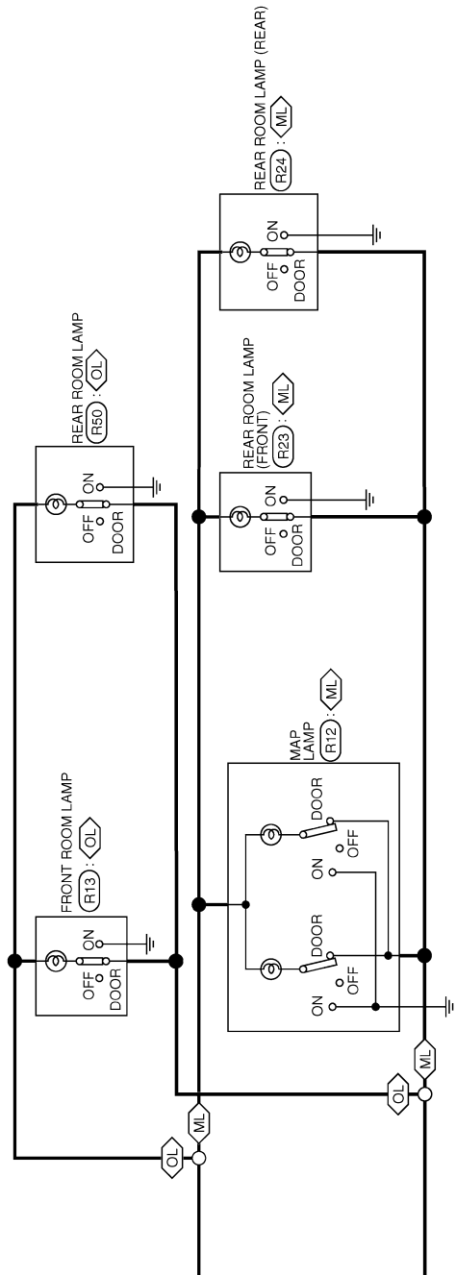 REAR ROOM LAMP (REAR)
R24 : ML
ON
OFF
DOOR
REAR ROOM LAMP
R50 : OL
ON
OFF
DOOR
REAR ROOM LAMP
(FRONT)
R23 : ML
ON
OFF
DOOR
FRONT ROOM LAMP
R13 : OL
ON
OFF
DOOR
MAP
LAMP
R12 : ML
DOOR
OFF
ON
DOOR
OFF
ON
OL
ML
OL
ML